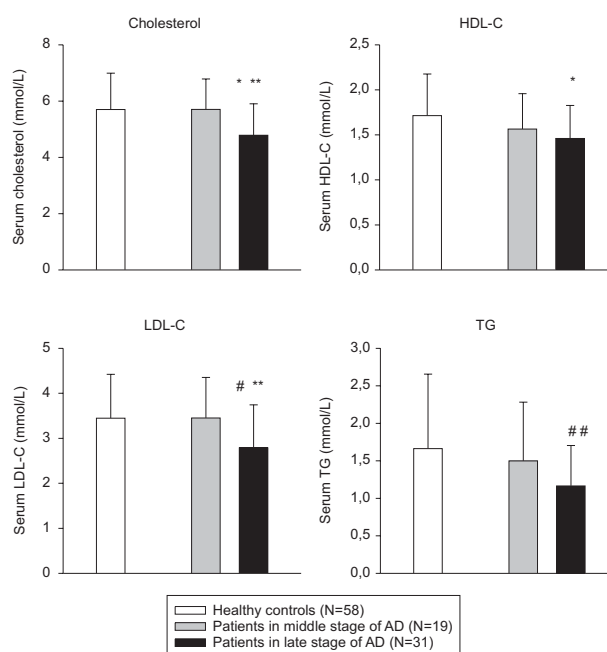 Cholesterol
Serum cholesterol (mmol/L)
8
6
4
2
0
* **
HDL-C
Serum HDL-C (mmol/L)
2,5
2,0
1,5
1,0
0,5
0,0
*
LDL-C
Serum LDL-C (mmol/L)
5
4
3
2
1
0
# **
TG
Serum TG (mmol/L)
3,0
2,5
2,0
1,5
1,0
0,5
0,0
# #
Healthy controls (N=58)
Patients in middle stage of AD (N=19)
Patients in late stage of AD (N=31)